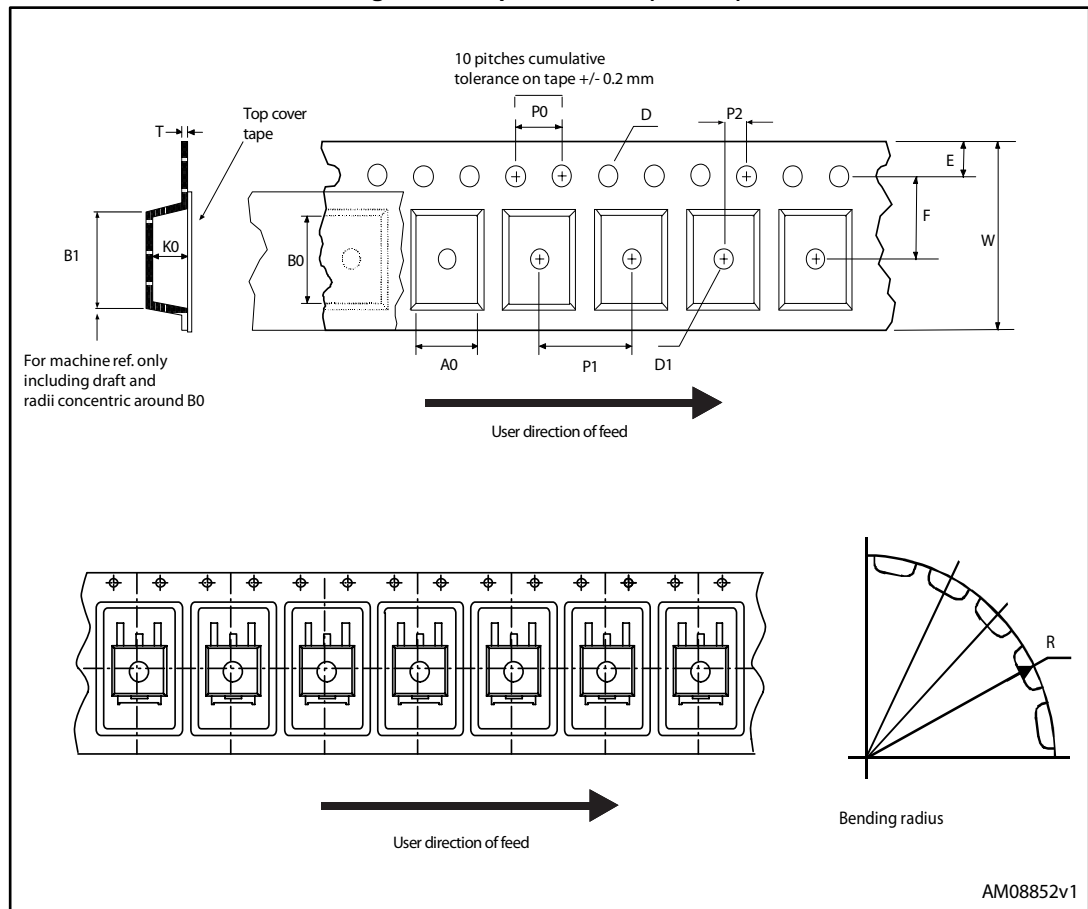 10 pitches cumulative
tolerance on tape +/- 0.2 mm
P0
D
P2
T
Top cover
tape
E
F
W
B1
K0
B0
A0
P1
D1
For machine ref. only
including draft and
radii concentric around B0
User direction of feed
R
Bending radius
User direction of feed
AM08852v1